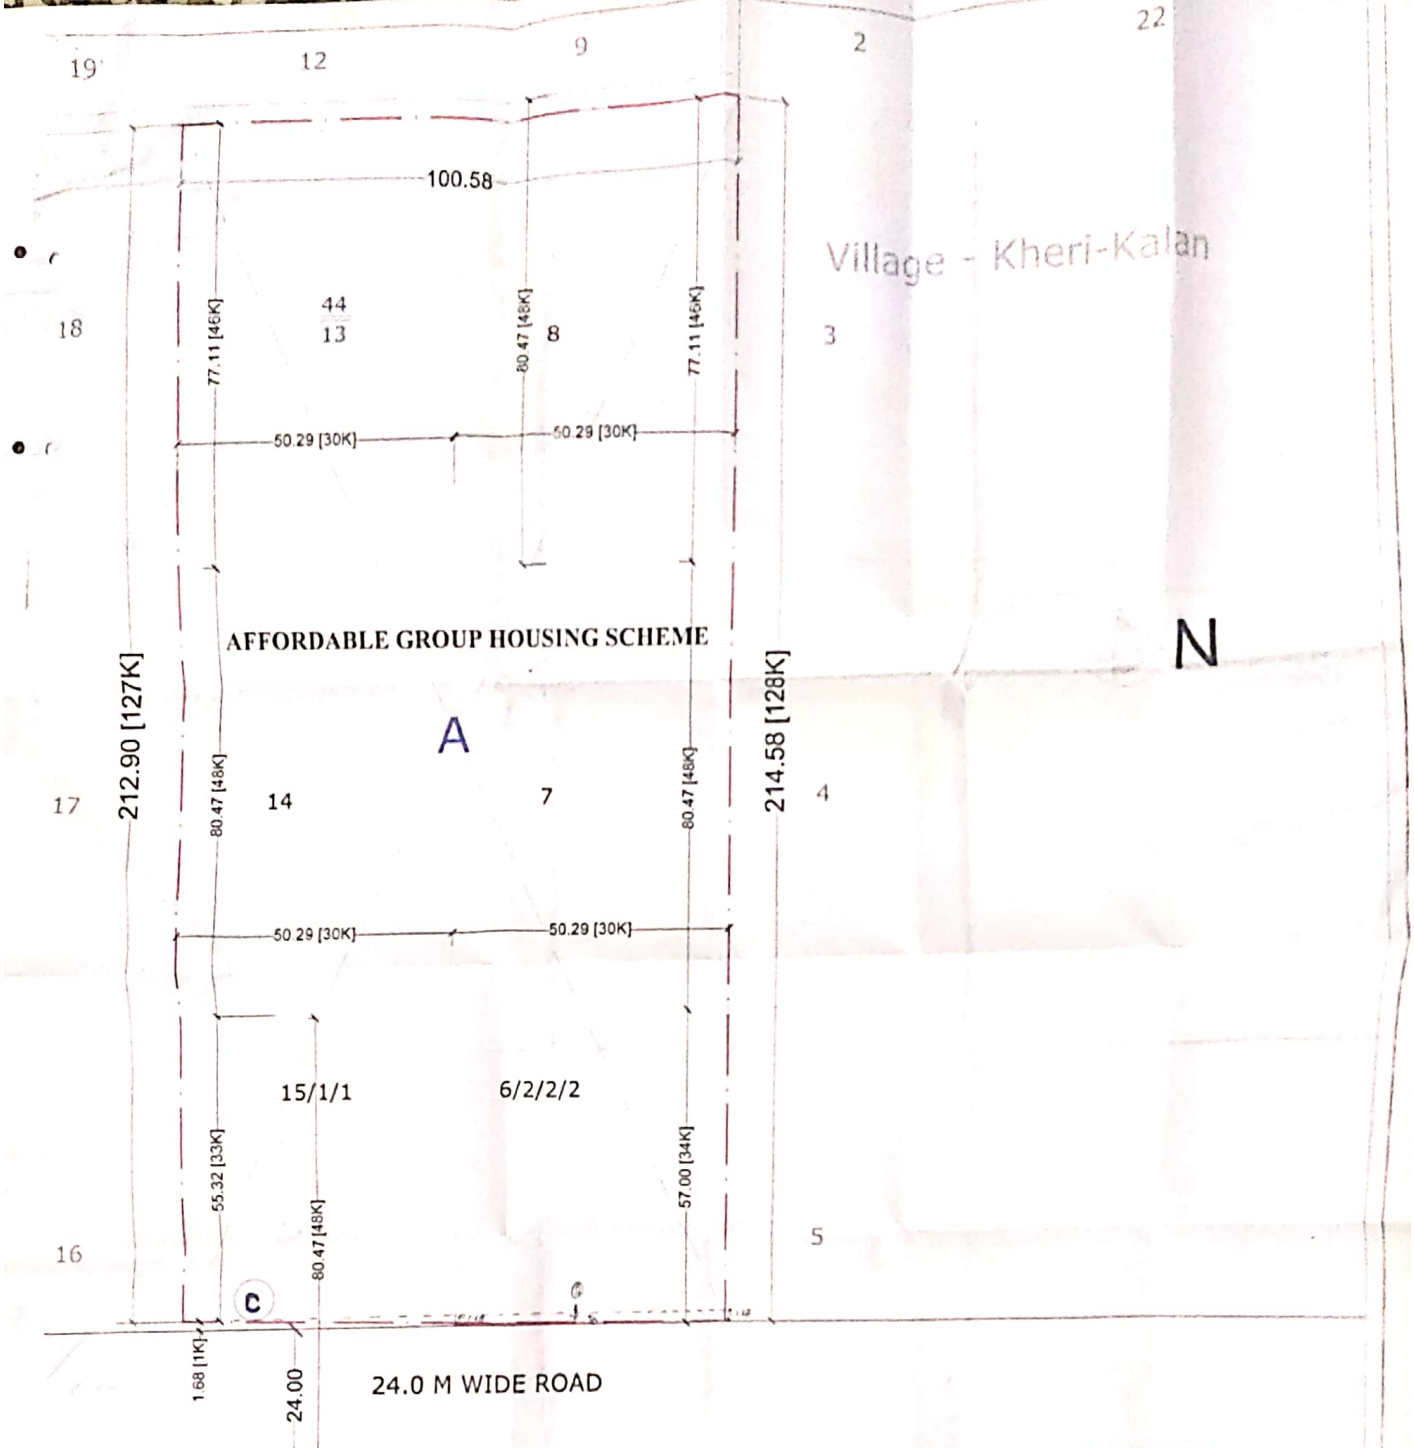 19
12
9
2
22
100.58
Village - Kheri-Kalan
44
13
8
18
3
77.11 [46K]
80.47 [48K]
77.11 [46K]
50.29 [30K]
50.29 [30K]
AFFORDABLE GROUP HOUSING SCHEME
N
A
212.90 [127K]
214.58 [128K]
80.47 [48K]
80.47 [48K]
17
14
7
4
50.29 [30K]
50.29 [30K]
15/1/1
6/2/2/2
55.32 [33K]
57.00 [34K]
80.47 [48K]
16
5
C
1.68 [1K]
24.00
24.0 M WIDE ROAD